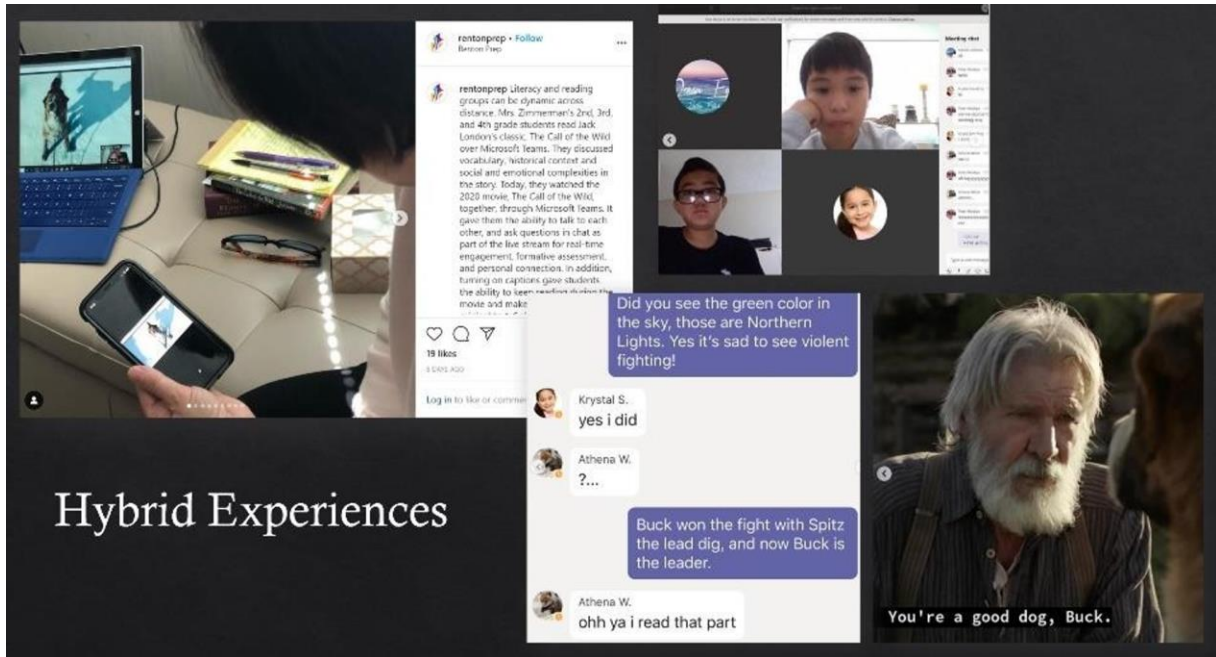 rentonprep • Follow
Renton Prep
rentonprep Literacy and reading
groups can be dynamic across
distance. Mrs. Zimmerman's 2nd, 3rd,
and 4th grade students read Jack
London's classic, The Call of the Wild
over Microsoft Teams. They discussed
vocabulary, historical context and
social and emotional complexities in
the story. Today, they watched the
2020 movie, The Call of the Wild,
together, through Microsoft Teams. It
gave them the ability to talk to each
other, and ask questions in chat as
part of the live stream for real-time
engagement, formative assessment,
and personal connection. In addition,
turning on captions gave students
the ability to keep reading during the
movie and make
19 likes
5 DAYS AGO
Log in to like or comme
Meeting chat
Did you see the green color in
the sky, those are Northern
Lights. Yes it's sad to see violent
fighting!
Krystal S.
yes i did
Athena W.
?...
Buck won the fight with Spitz
the lead dig, and now Buck is
the leader.
Athena W.
ohh ya i read that part
You're a good dog, Buck.
Hybrid Experiences